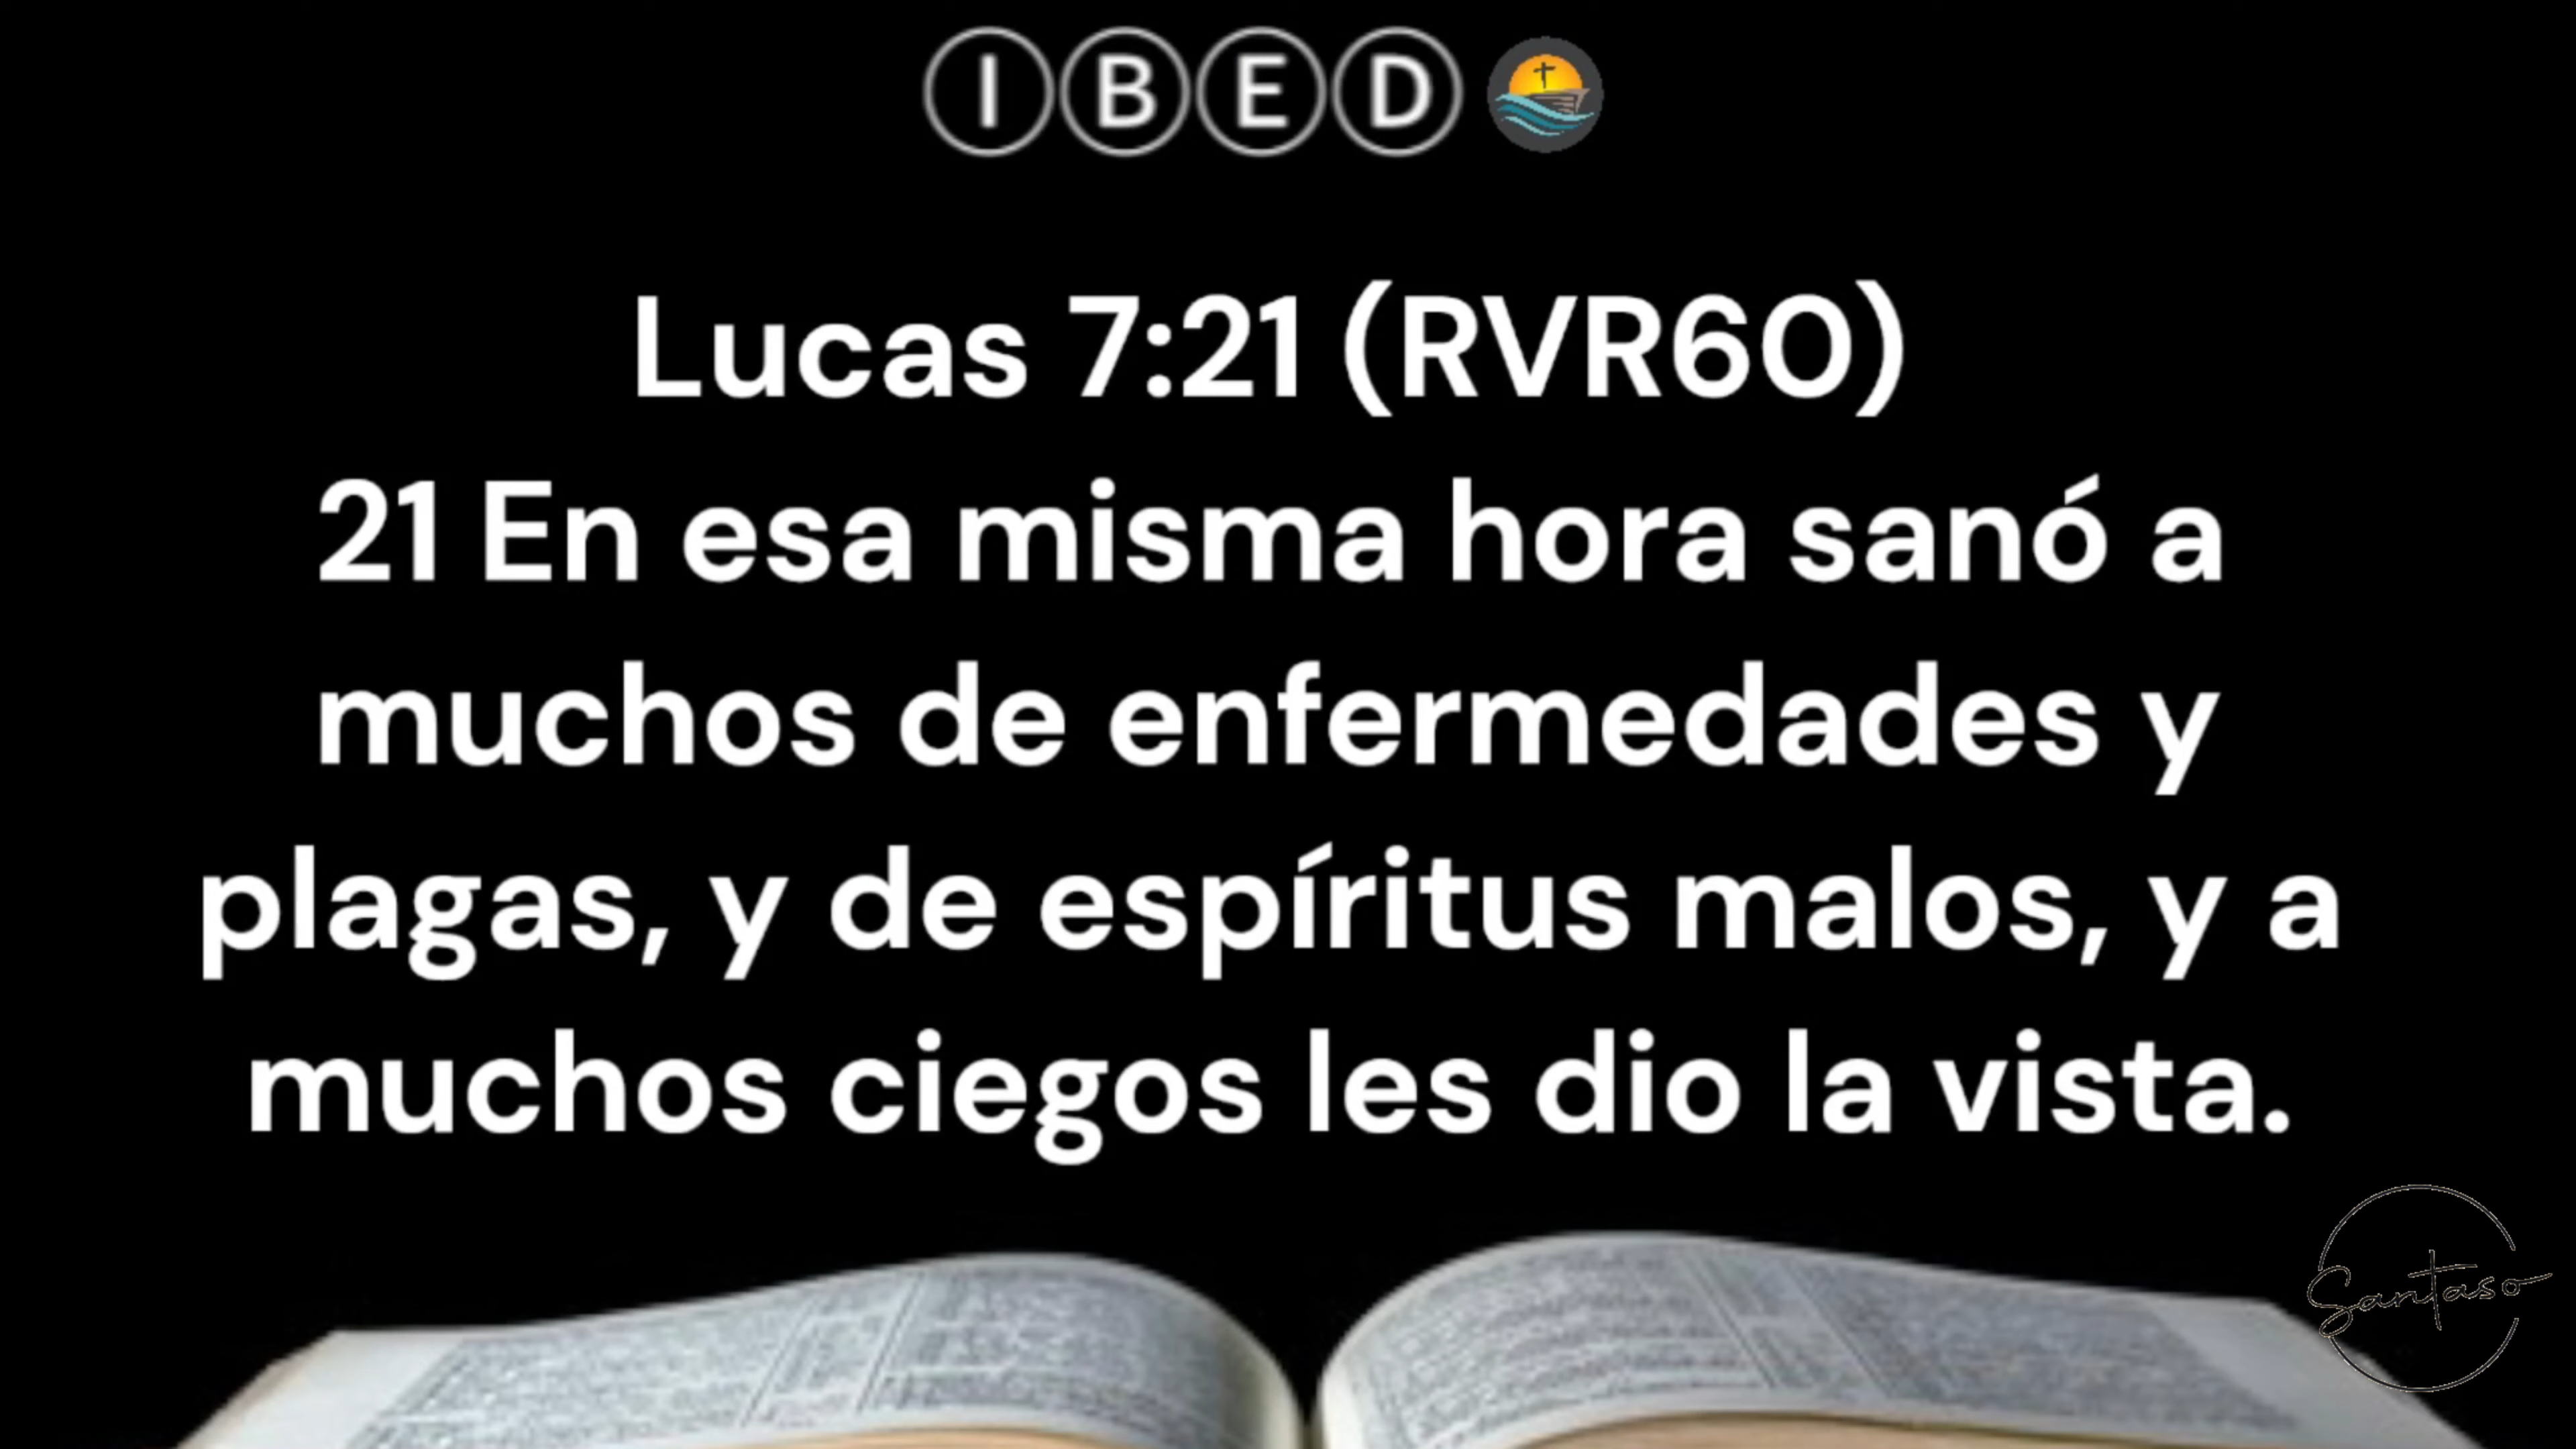 IBED
Lucas 7:21 (RVR60)
21 En esa misma hora sanó a
muchos de enfermedades y
plagas, y de espíritus malos, y a
muchos ciegos les dio la vista.
Santaso